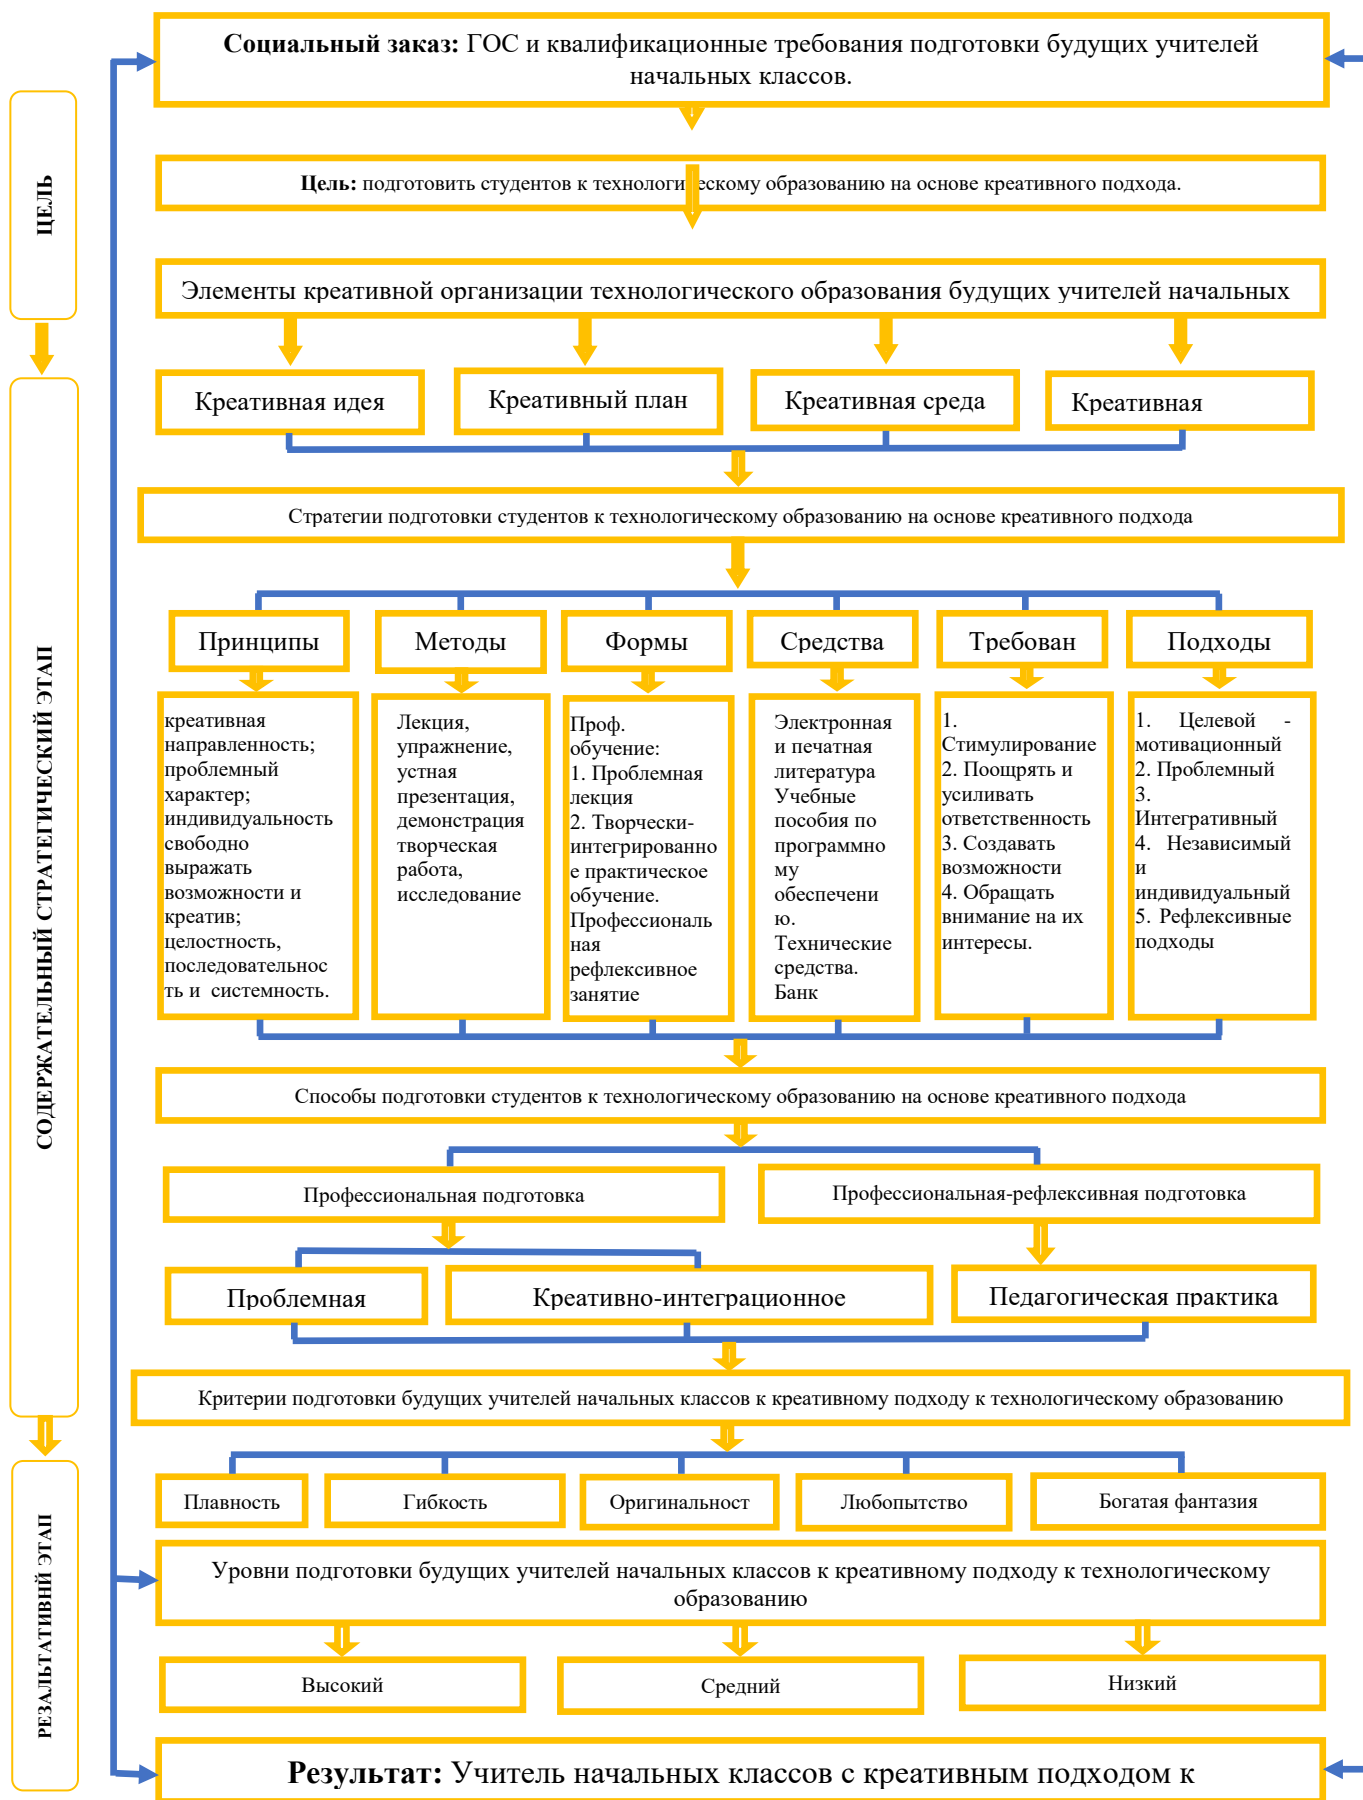 Социальный заказ: ГОС и квалификационные требования подготовки будущих учителей
начальных классов.
ЦЕЛЬ
Цель: подготовить студентов к технологическому образованию на основе креативного подхода.
Элементы креативной организации технологического образования будущих учителей начальных
Креативная идея
Креативный план
Креативная среда
Креативная
СОДЕРЖАТЕЛЬНЫЙ СТРАТЕГИЧЕСКИЙ ЭТАП
Стратегии подготовки студентов к технологическому образованию на основе креативного подхода
Принципы
Методы
Формы
Средства
Требован
Подходы
креативная
направленность;
проблемный
характер;
индивидуальность
свободно
выражать
возможности и
креатив;
целостность,
последовательнос
ть и системность.
Лекция,
упражнение,
устная
презентация,
демонстрация
творческая
работа,
исследование
Проф.
обучение:
1. Проблемная
лекция
2. Творчески-
интегрированно
е практическое
обучение.
Профессиональ
ная
рефлексивное
занятие
Электронная
и печатная
литература
Учебные
пособия по
программно
му
обеспечени
ю.
Технические
средства.
Банк
1.
Стимулирование
2. Поощрять и
усиливать
ответственность
3. Создавать
возможности
4. Обращать
внимание на их
интересы.
1. Целевой -
мотивационный
2. Проблемный
3.
Интегративный
4. Независимый
и
индивидуальный
5. Рефлексивные
подходы
Способы подготовки студентов к технологическому образованию на основе креативного подхода
Профессиональная подготовка
Профессиональная-рефлексивная подготовка
Проблемная
Креативно-интеграционное
Педагогическая практика
Критерии подготовки будущих учителей начальных классов к креативному подходу к технологическому образованию
РЕЗАЛЬТАТИВНЙ ЭТАП
Плавность
Гибкость
Оригинальност
Любопытство
Богатая фантазия
Уровни подготовки будущих учителей начальных классов к креативному подходу к технологическому
образованию
Высокий
Средний
Низкий
Результат: Учитель начальных классов с креативным подходом к